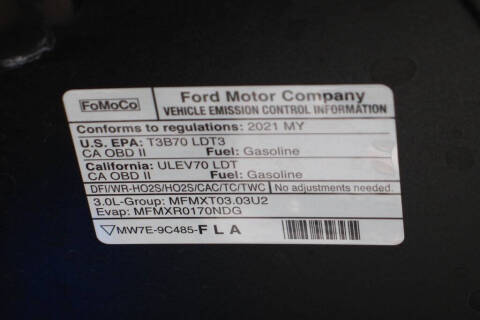 FoMoCo
Ford Motor Company
VEHICLE EMISSION CONTROL INFORMATION
Conforms to regulations: 2021 MY
U.S. EPA: T3B70 LDT3
CA OBD II Fuel: Gasoline
California: ULEV70 LDT
CA OBD II Fuel: Gasoline
DFI/WR-HO2S/HO2S/CAC/TC/TWC No adjustments needed.
3.0L-Group: MFMXT03.03U2
Evap: MFMXR0170NDG
MW7E-9C485-FLA